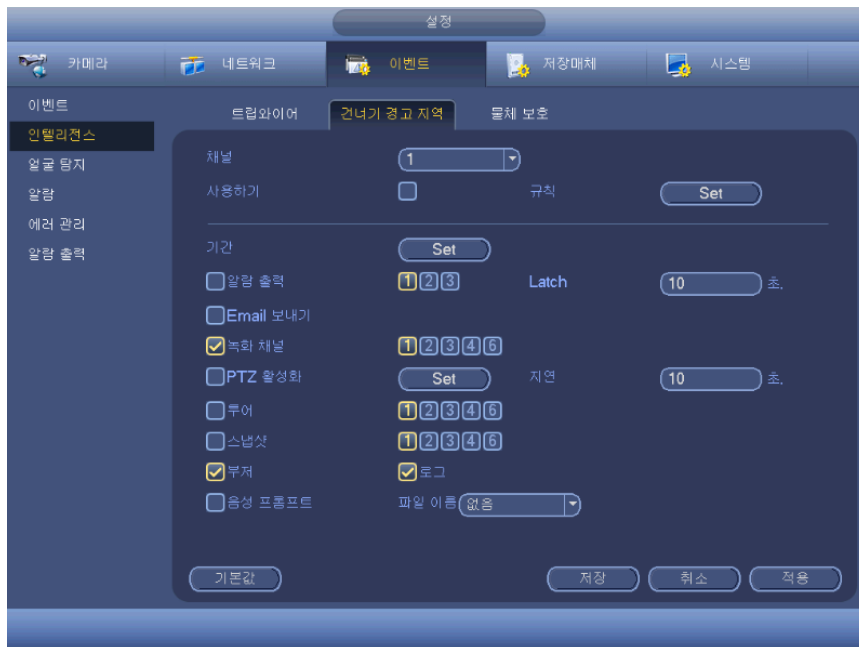 설정
카메라 네트워크 이벤트 저장매체 시스템
이벤트
인텔리전스
얼굴 탐지
알람
에러 관리
알람 출력
트립와이어 건너기 경고 지역 물체 보호
채널 1
사용하기 규칙 Set
기간 Set
알람 출력 1 2 3 Latch 10 초.
Email 보내기
녹화 채널 1 2 3 4 6
PTZ 활성화 Set 지연 10 초.
투어 1 2 3 4 6
스냅샷 1 2 3 4 6
부저 로그
음성 프롬프트 파일 이름 없음
기본값 저장 취소 적용